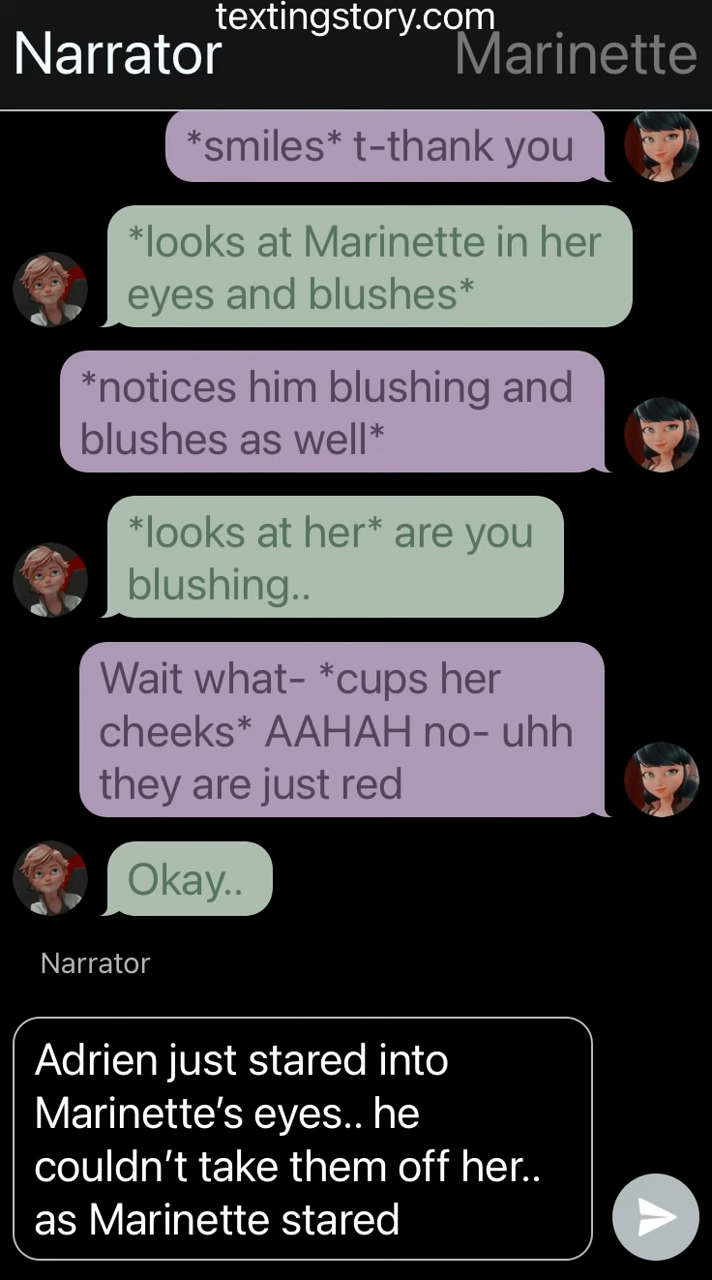 textingstory.com
Narrator
Marinette
*smiles* t-thank you
*looks at Marinette in her
eyes and blushes*
*notices him blushing and
blushes as well*
*looks at her* are you
blushing..
Wait what- *cups her
cheeks* AAHAH no- uhh
they are just red
Okay..
Narrator
Adrien just stared into
Marinette’s eyes.. he
couldn’t take them off her..
as Marinette stared